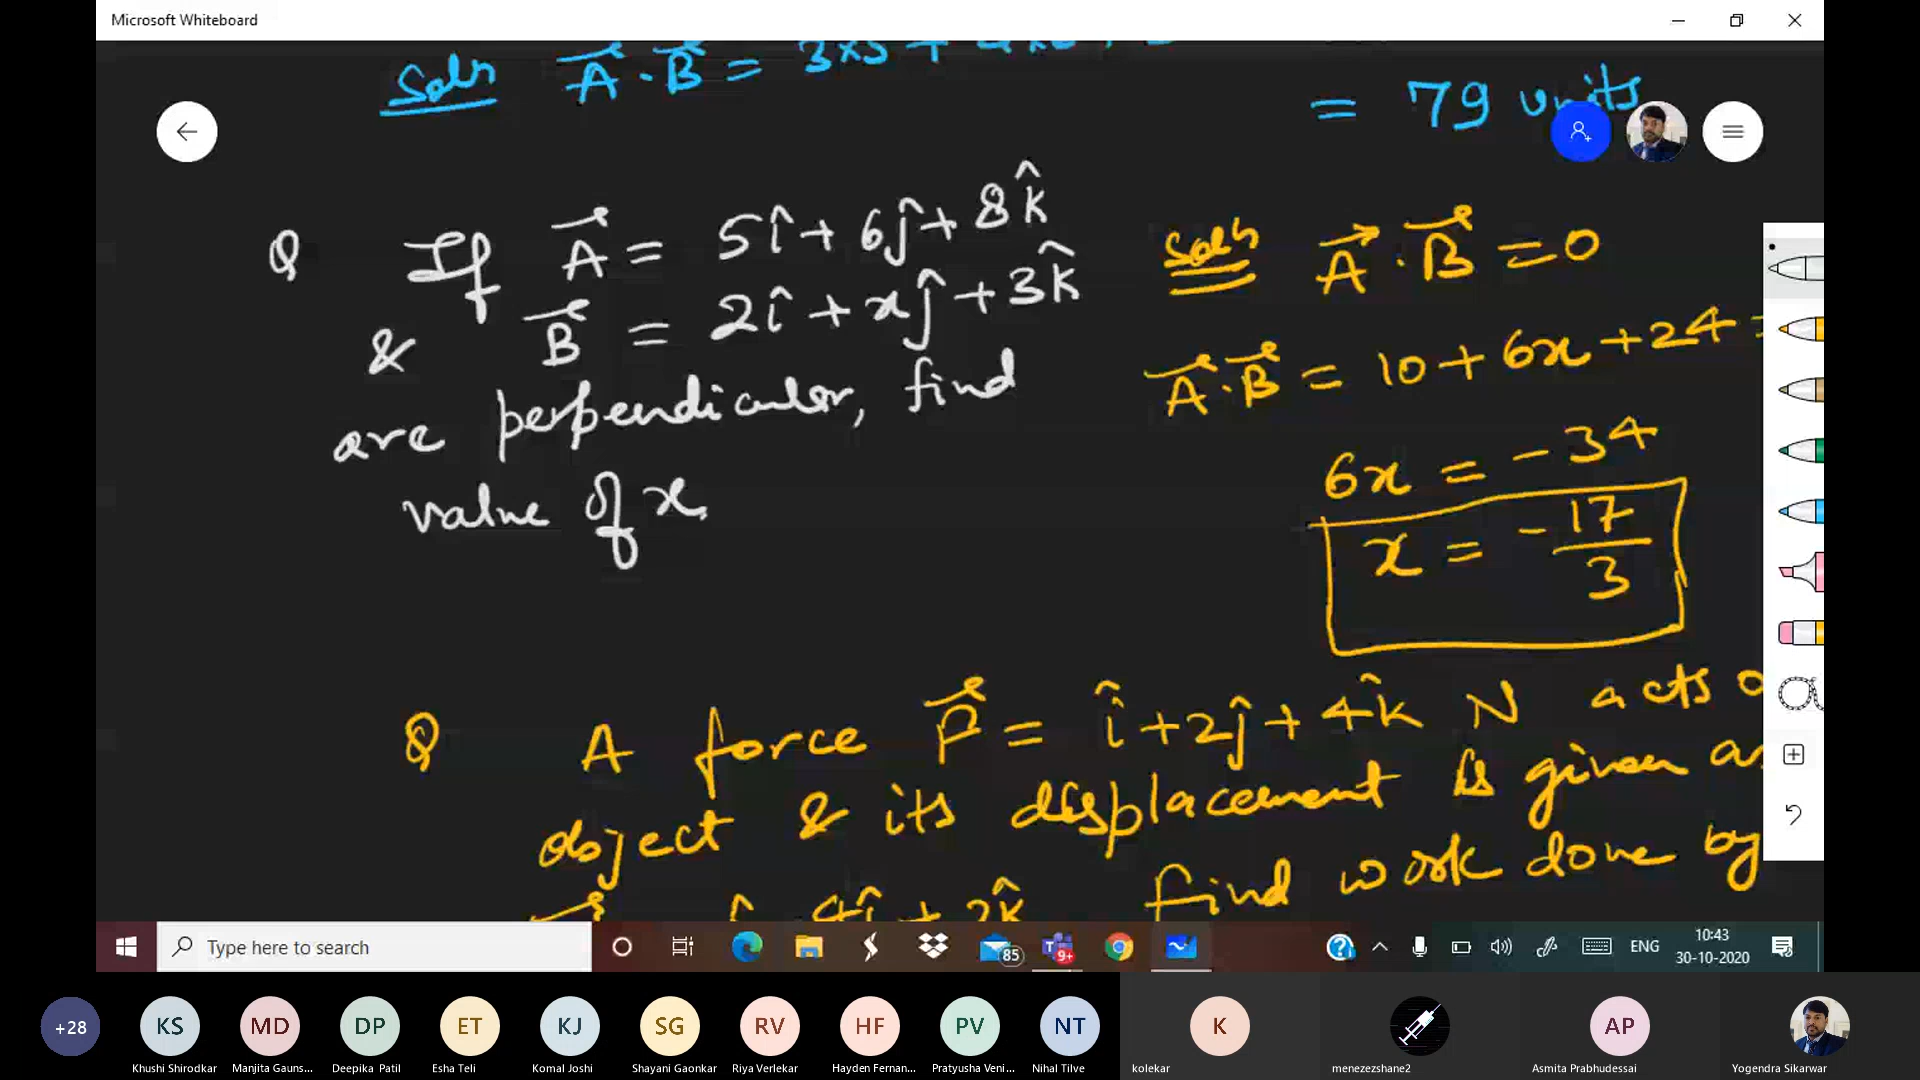 Microsoft Whiteboard
Soln A⃗ · B⃗ = 3×5 +
= 79 units
Q If A⃗ = 5î + 6ĵ + 8k̂
& B⃗ = 2î + xĵ + 3k̂
are perpendicular, find
value of x.
Soln A⃗ · B⃗ = 0
A⃗ · B⃗ = 10 + 6x + 24 =
6x = - 34
x = - 17/3
Q A force F⃗ = î + 2ĵ + 4k̂ N acts
object & its displacement is given
find work done by
Type here to search
85
9+
ENG
10:43
30-10-2020
+28 KS MD DP ET KJ SG RV HF PV NT K AP
Khushi Shirodkar Manjita Gauns... Deepika Patil Esha Teli Komal Joshi Shayani Gaonkar Riya Verlekar Hayden Fernan... Pratyusha Veni... Nihal Tilve kolekar menezezshane2 Asmita Prabhudessai Yogendra Sikarwar